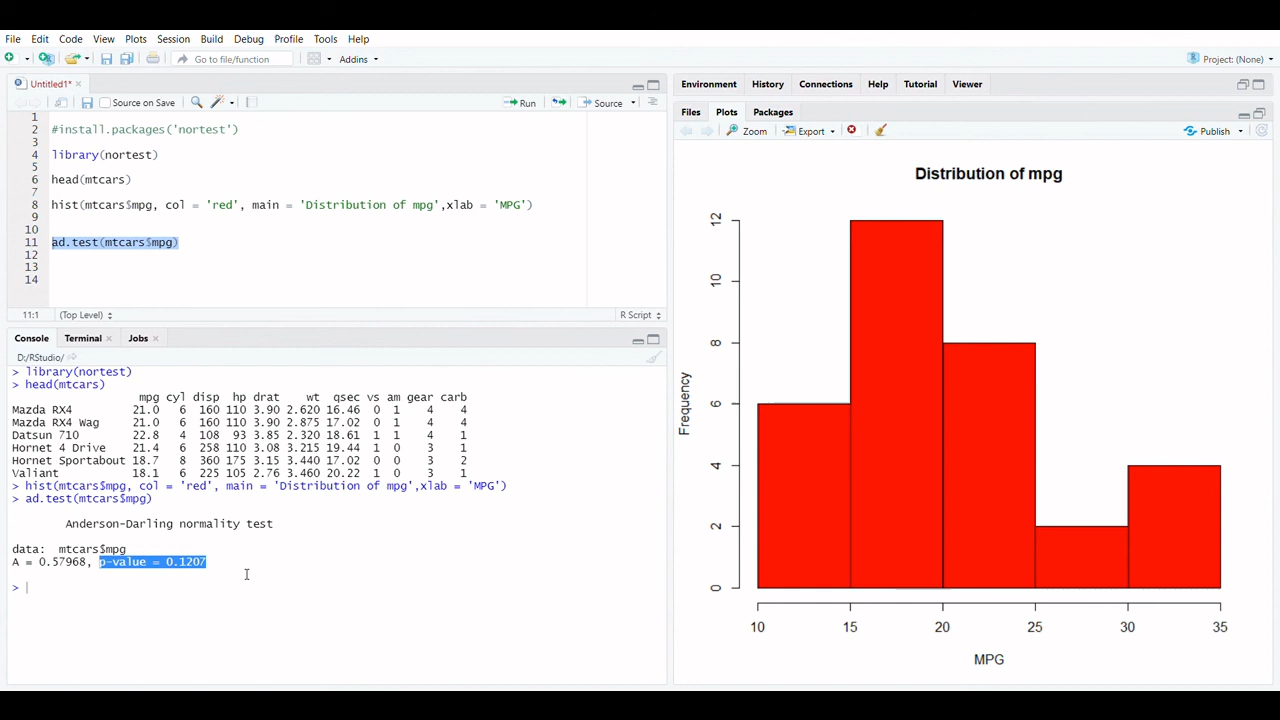 File Edit Code View Plots Session Build Debug Profile Tools Help
Go to file/function Addins Project: (None)
Untitled1*
Source on Save Run Source
1
2 #install.packages('nortest')
3
4 library(nortest)
5
6 head(mtcars)
7
8 hist(mtcars$mpg, col = 'red', main = 'Distribution of mpg',xlab = 'MPG')
9
10
11 ad.test(mtcars$mpg)
12
13
14
11:1 (Top Level) R Script
Console Terminal Jobs
D:/RStudio/
> library(nortest)
> head(mtcars)
mpg cyl disp hp drat wt qsec vs am gear carb
Mazda RX4 21.0 6 160 110 3.90 2.620 16.46 0 1 4 4
Mazda RX4 Wag 21.0 6 160 110 3.90 2.875 17.02 0 1 4 4
Datsun 710 22.8 4 108 93 3.85 2.320 18.61 1 1 4 1
Hornet 4 Drive 21.4 6 258 110 3.08 3.215 19.44 1 0 3 1
Hornet Sportabout 18.7 8 360 175 3.15 3.440 17.02 0 0 3 2
Valiant 18.1 6 225 105 2.76 3.460 20.22 1 0 3 1
> hist(mtcars$mpg, col = 'red', main = 'Distribution of mpg',xlab = 'MPG')
> ad.test(mtcars$mpg)
Anderson-Darling normality test
data: mtcars$mpg
A = 0.57968, p-value = 0.1207
>
Environment History Connections Help Tutorial Viewer
Files Plots Packages
Zoom Export Publish
Distribution of mpg
12
10
8
6
4
2
0
Frequency
10 15 20 25 30 35
MPG